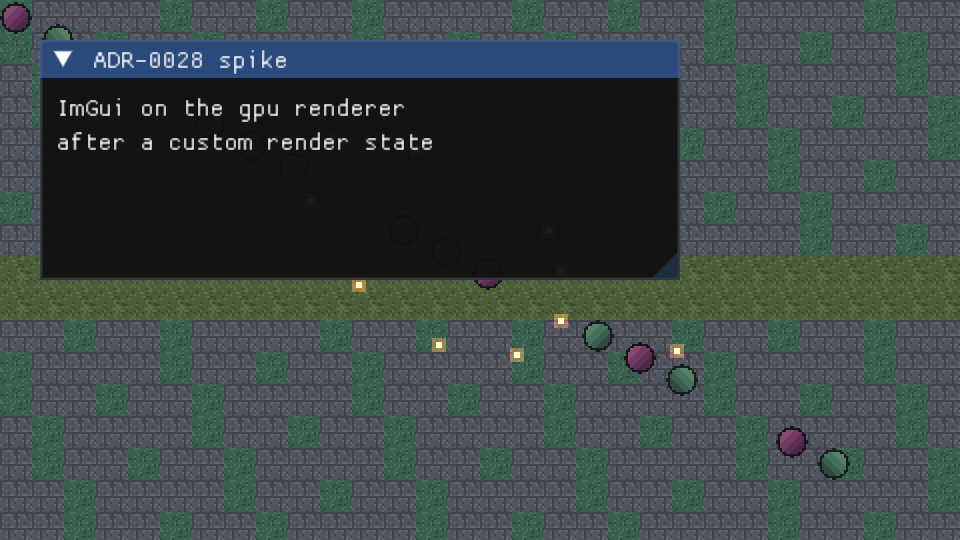 ADR-0028 spike
ImGui on the gpu renderer
after a custom render state